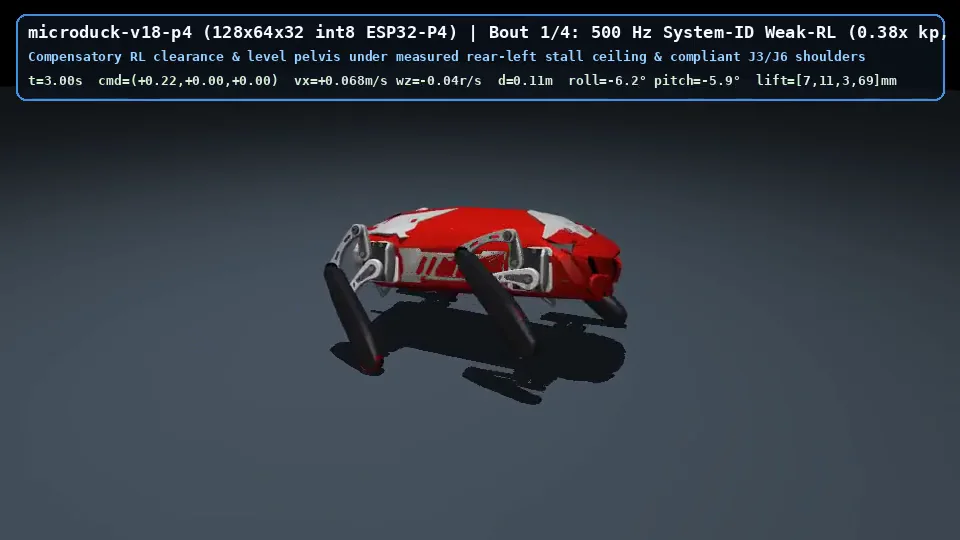 microduck-v18-p4 (128x64x32 int8 ESP32-P4) | Bout 1/4: 500 Hz System-ID Weak-RL (0.38x kp,
Compensatory RL clearance & level pelvis under measured rear-left stall ceiling & compliant J3/J6 shoulders
t=3.00s cmd=(+0.22,+0.00,+0.00) vx=+0.068m/s wz=-0.04r/s d=0.11m roll=-6.2° pitch=-5.9° lift=[7,11,3,69]mm